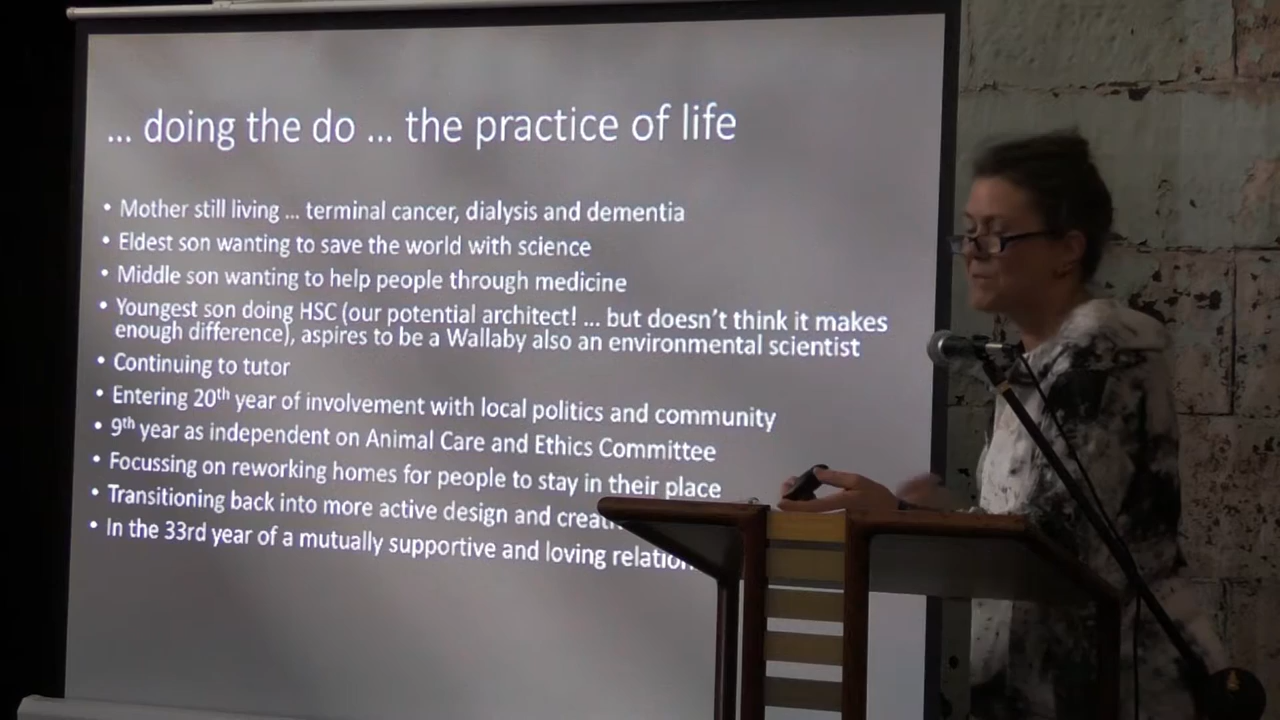 ... doing the do ... the practice of life
• Mother still living ... terminal cancer, dialysis and dementia
• Eldest son wanting to save the world with science
• Middle son wanting to help people through medicine
• Youngest son doing HSC (our potential architect! ... but doesn't think it makes
enough difference), aspires to be a Wallaby also an environmental scientist
• Continuing to tutor
• Entering 20th year of involvement with local politics and community
• 9th year as independent on Animal Care and Ethics Committee
• Focussing on reworking homes for people to stay in their place
• Transitioning back into more active design and
• In the 33rd year of a mutually supportive and loving